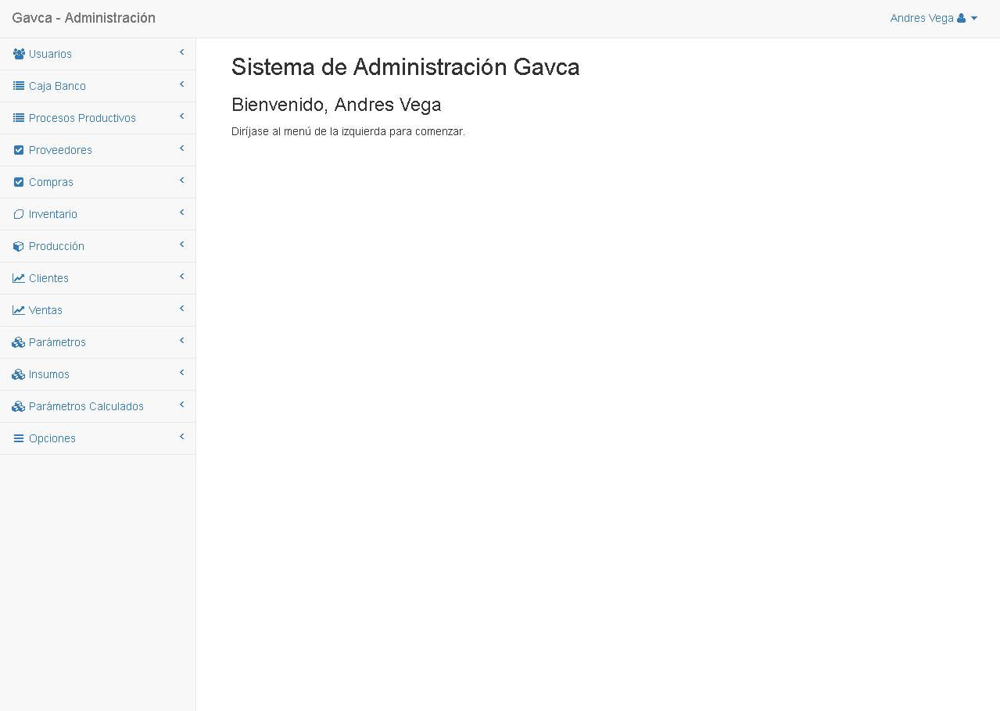 Gavca - Administración
Andres Vega
Usuarios
Caja Banco
Procesos Productivos
Proveedores
Compras
Inventario
Producción
Clientes
Ventas
Parámetros
Insumos
Parámetros Calculados
Opciones
Sistema de Administración Gavca
Bienvenido, Andres Vega
Diríjase al menú de la izquierda para comenzar.